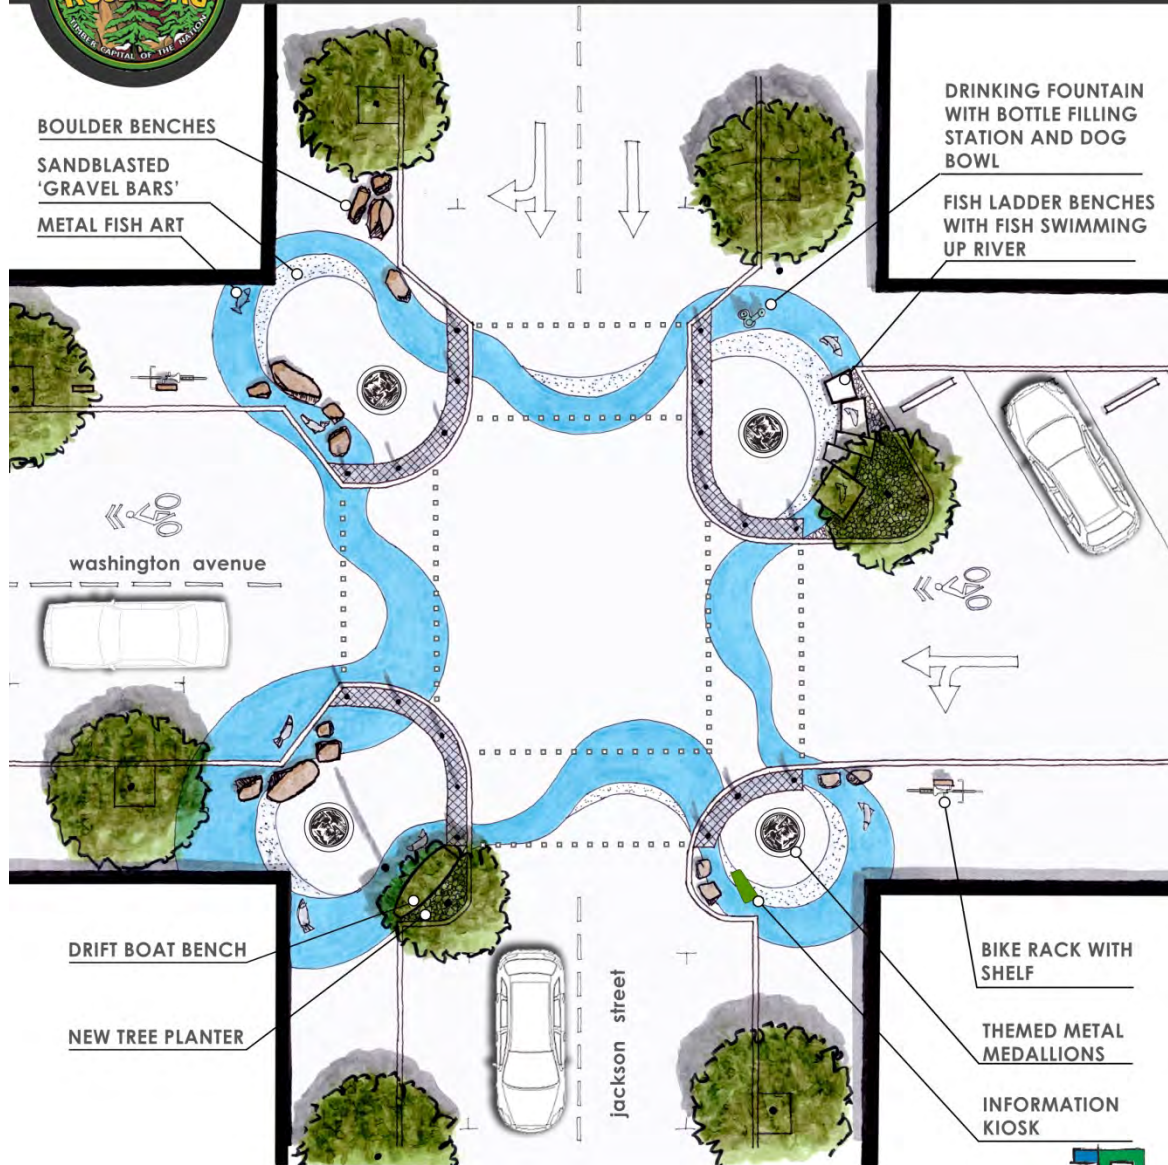 TIMBER CAPITAL OF THE NATION
BOULDER BENCHES
SANDBLASTED
‘GRAVEL BARS’
METAL FISH ART
DRINKING FOUNTAIN
WITH BOTTLE FILLING
STATION AND DOG
BOWL
FISH LADDER BENCHES
WITH FISH SWIMMING
UP RIVER
washington avenue
DRIFT BOAT BENCH
NEW TREE PLANTER
jackson street
BIKE RACK WITH
SHELF
THEMED METAL
MEDALLIONS
INFORMATION
KIOSK